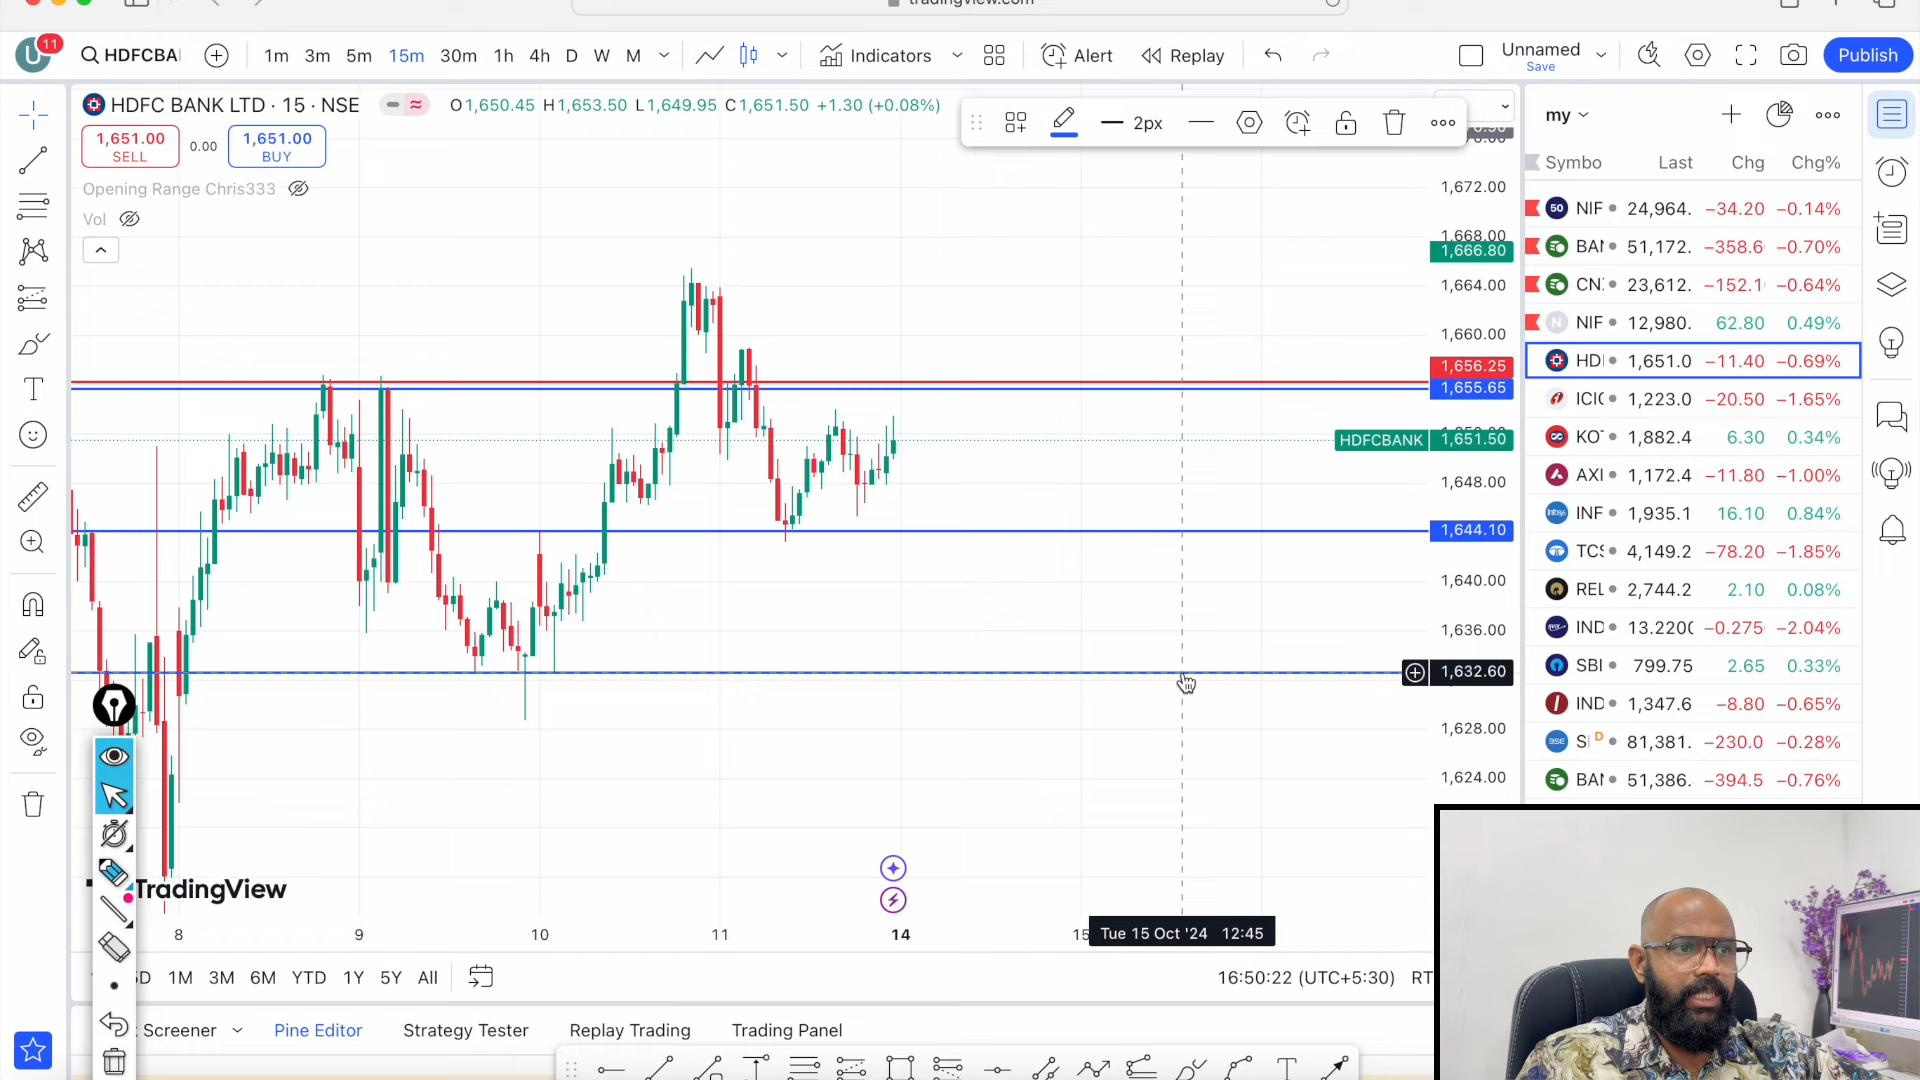 tradingview.com
U
11
HDFCBA
1m 3m 5m 15m 30m 1h 4h D W M
Indicators
Alert
Replay
Unnamed
Save
Publish
HDFC BANK LTD · 15 · NSE
O1,650.45 H1,653.50 L1,649.95 C1,651.50 +1.30 (+0.08%)
1,651.00
SELL
0.00
1,651.00
BUY
2px
Opening Range Chris333
Vol
1,672.00
1,668.00
1,666.80
1,664.00
1,660.00
1,656.25
1,655.65
HDFCBANK 1,651.50
1,648.00
1,644.10
1,640.00
1,636.00
1,632.60
1,628.00
1,624.00
my
Symbo Last Chg Chg%
50 NIF 24,964. −34.20 −0.14%
BAN 51,172. −358.6 −0.70%
CN 23,612. −152.1 −0.64%
N NIF 12,980. 62.80 0.49%
HD 1,651.0 −11.40 −0.69%
ICIC 1,223.0 −20.50 −1.65%
KO 1,882.4 6.30 0.34%
AXI 1,172.4 −11.80 −1.00%
INF 1,935.1 16.10 0.84%
TCS 4,149.2 −78.20 −1.85%
REL 2,744.2 2.10 0.08%
IND 13.220 −0.275 −2.04%
SBI 799.75 2.65 0.33%
IND 1,347.6 −8.80 −0.65%
BSE S D 81,381. −230.0 −0.28%
BAN 51,386. −394.5 −0.76%
TradingView
8 9 10 11 14 15
Tue 15 Oct '24 12:45
5D 1M 3M 6M YTD 1Y 5Y All
16:50:22 (UTC+5:30) RT
k Screener
Pine Editor
Strategy Tester
Replay Trading
Trading Panel